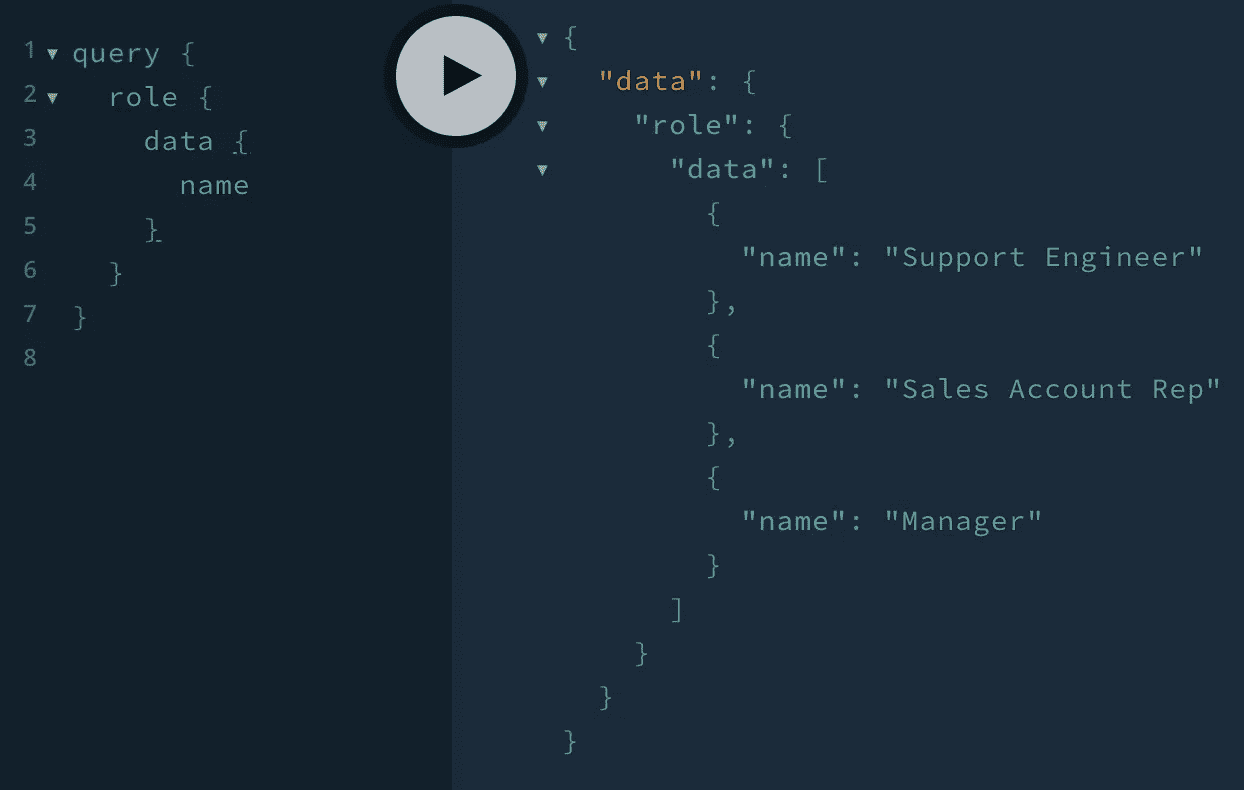 1 query {
2 role {
3 data {
4 name
5 }
6 }
7 }
8
{
"data": {
"role": {
"data": [
{
"name": "Support Engineer"
},
{
"name": "Sales Account Rep"
},
{
"name": "Manager"
}
]
}
}
}